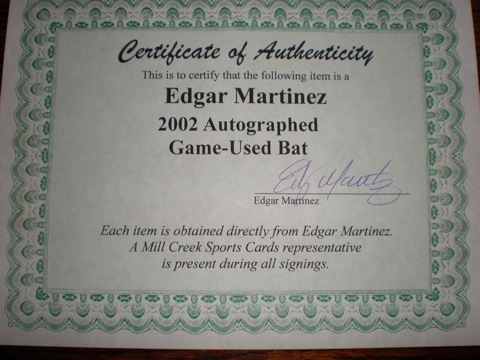 Certificate of Authenticity
This is to certify that the following item is a
Edgar Martinez
2002 Autographed
Game-Used Bat
Edgar Martinez
Edgar Martinez
Each item is obtained directly from Edgar Martinez.
A Mill Creek Sports Cards representative
is present during all signings.